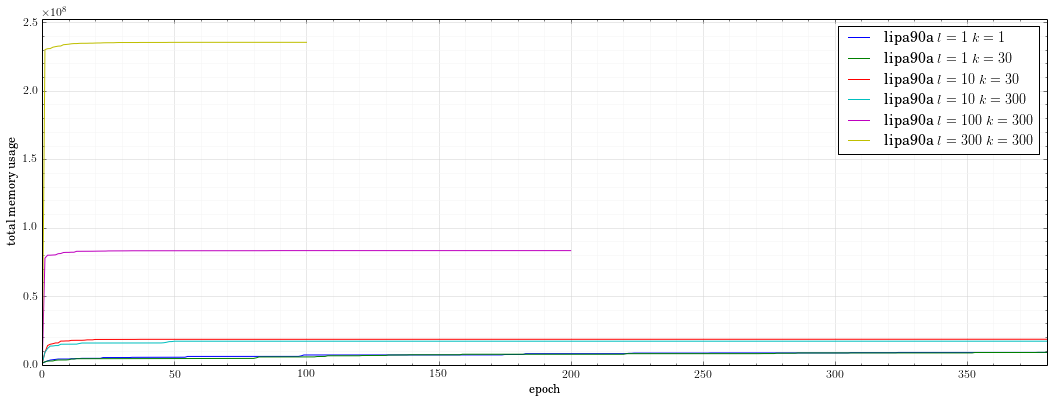 ×10⁸
2.5
2.0
1.5
1.0
0.5
0.0
total memory usage
0 50 100 150 200 250 300 350
epoch
lipa90a l = 1 k = 1
lipa90a l = 1 k = 30
lipa90a l = 10 k = 30
lipa90a l = 10 k = 300
lipa90a l = 100 k = 300
lipa90a l = 300 k = 300